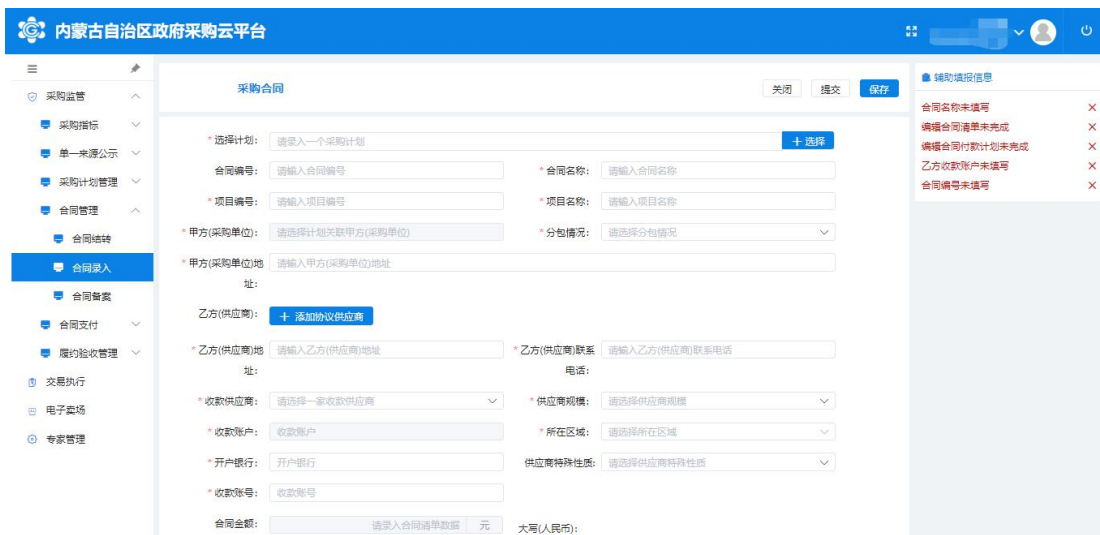 内蒙古自治区政府采购云平台
采购监管
采购指标
单一来源公示
采购计划管理
合同管理
合同结转
合同录入
合同备案
合同支付
履约验收管理
交易执行
电子卖场
专家管理
采购合同
关闭 提交 保存
*选择计划: 请录入一个采购计划 + 选择
合同编号: 请输入合同编号 *合同名称: 请输入合同名称
*项目编号: 请输入项目编号 *项目名称: 请输入项目名称
*甲方(采购单位): 请选择计划关联甲方(采购单位) *分包情况: 请选择分包情况
*甲方(采购单位)地 请输入甲方(采购单位)地址
址:
乙方(供应商): + 添加协议供应商
*乙方(供应商)地 请输入乙方(供应商)地址 *乙方(供应商)联系 请输入乙方(供应商)联系电话
址: 电话:
*收款供应商: 请选择一家收款供应商 *供应商规模: 请选择供应商规模
*收款账户: 收款账户 *所在区域: 请选择所在区域
*开户银行: 开户银行 供应商特殊性质: 请选择供应商特殊性质
*收款账号: 收款账号
合同金额: 请录入合同清单数据 元 大写(人民币):
辅助填报信息
合同名称未填写
编辑合同清单未完成
编辑合同付款计划未完成
乙方收款账户未填写
合同编号未填写